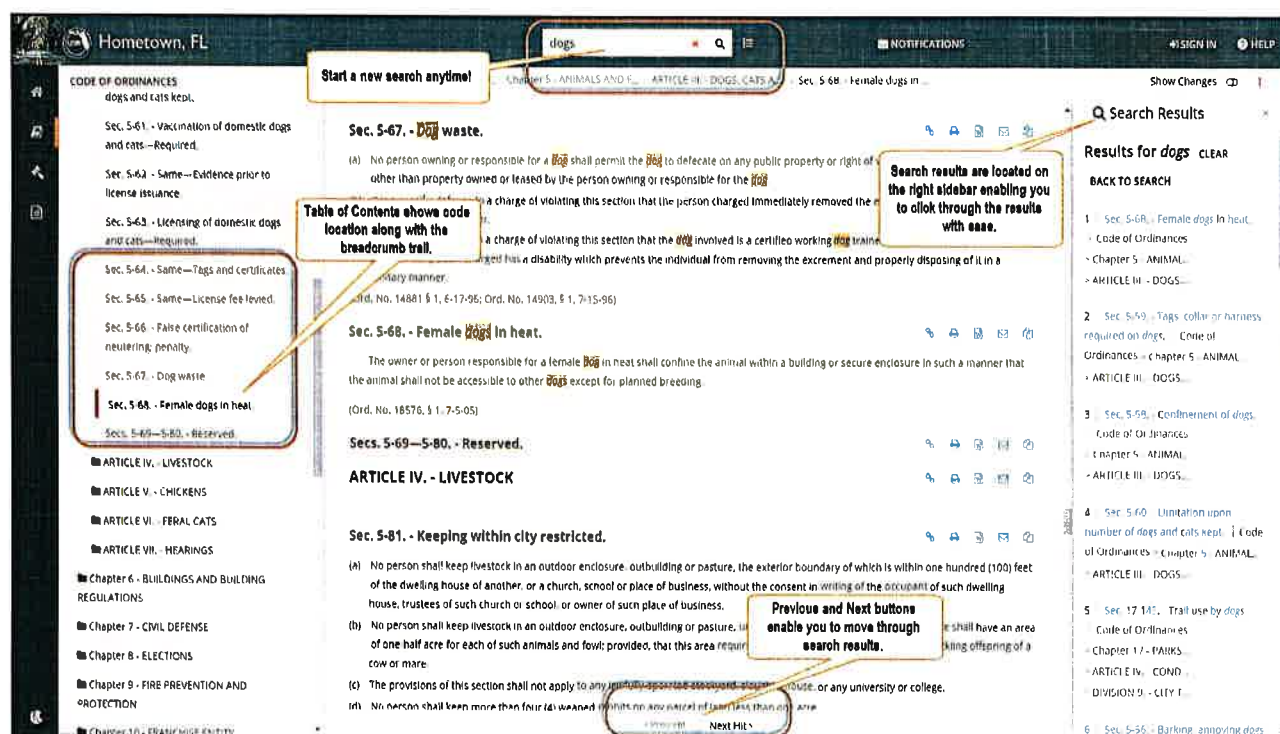 Hometown, FL
dogs
NOTIFICATIONS
SIGN IN
HELP
Start a new search anytime!
Chapter 5 - ANIMALS AND F... ARTICLE III. - DOGS, CATS A... Sec. 5-68. - Female dogs in ...
Show Changes
CODE OF ORDINANCES
dogs and cats kept.
Sec. 5-61. - Vaccination of domestic dogs
and cats.—Required.
Sec. 5-62. - Same—Evidence prior to
license issuance.
Sec. 5-63. - Licensing of domestic dogs
and cats—Required.
Sec. 5-64. - Same—Tags and certificates.
Sec. 5-65. - Same—License fee levied.
Sec. 5-66. - False certification of
neutering; penalty.
Sec. 5-67. - Dog waste
Sec. 5-68. - Female dogs in heat.
Secs. 5-69—5-80. - Reserved.
ARTICLE IV. - LIVESTOCK
ARTICLE V. - CHICKENS
ARTICLE VI. - FERAL CATS
ARTICLE VII. - HEARINGS
Chapter 6 - BUILDINGS AND BUILDING
REGULATIONS
Chapter 7 - CIVIL DEFENSE
Chapter 8 - ELECTIONS
Chapter 9 - FIRE PREVENTION AND
PROTECTION
Chapter 10 - FRANCHISE ENTITY
Table of Contents shows code
location along with the
breadcrumb trail.
Sec. 5-67. - Dog waste.
(a) No person owning or responsible for a dog shall permit the dog to defecate on any public property or right of
other than property owned or leased by the person owning or responsible for the dog
a charge of violating this section that the person charged immediately removed the
a charge of violating this section that the dog involved is a certified working dog
has a disability which prevents the individual from removing the excrement and properly disposing of it in a
manner.
(Ord. No. 14881 § 1, 6-17-96; Ord. No. 14903, § 1, 7-15-96)
Sec. 5-68. - Female dogs in heat.
The owner or person responsible for a female dog in heat shall confine the animal within a building or secure enclosure in such a manner that
the animal shall not be accessible to other dogs except for planned breeding.
(Ord. No. 18576, § 1, 7-5-05)
Secs. 5-69—5-80. - Reserved.
ARTICLE IV. - LIVESTOCK
Sec. 5-81. - Keeping within city restricted.
(a) No person shall keep livestock in an outdoor enclosure, outbuilding or pasture, the exterior boundary of which is within one hundred (100) feet
of the dwelling house of another, or a church, school or place of business, without the consent in writing of the occupant of such dwelling
house, trustees of such church or school, or owner of such place of business.
(b) No person shall keep livestock in an outdoor enclosure, outbuilding or pasture, shall have an area
of one half acre for each of such animals and fowl; provided, that this area offspring of a
cow or mare.
(c) The provisions of this section shall not apply to any or any university or college.
(d) No person shall keep more than four (4) weaned rabbits on any parcel of land less than one acre
Next Hit
Previous and Next buttons
enable you to move through
search results.
Search results are located on
the right sidebar enabling you
to click through the results
with ease.
Search Results
Results for dogs CLEAR
BACK TO SEARCH
1 Sec. 5-68. - Female dogs in heat.
Code of Ordinances
> Chapter 5 - ANIMAL...
> ARTICLE III. - DOGS...
2 Sec. 5-59. - Tags, collar or harness
required on dogs. Code of
Ordinances > Chapter 5 - ANIMAL...
> ARTICLE III. - DOGS...
3 Sec. 5-58. - Confinement of dogs.
Code of Ordinances
Chapter 5 - ANIMAL...
ARTICLE III. - DOGS...
4 Sec. 5-60. - Limitation upon
number of dogs and cats kept. Code
of Ordinances > Chapter 5 - ANIMAL...
ARTICLE III. - DOGS...
5 Sec. 17-145. - Trail use by dogs
Code of Ordinances
Chapter 17 - PARKS...
ARTICLE IV. - COND...
DIVISION 9. - CITY T...
6 Sec. 5-56. - Barking, annoying dogs